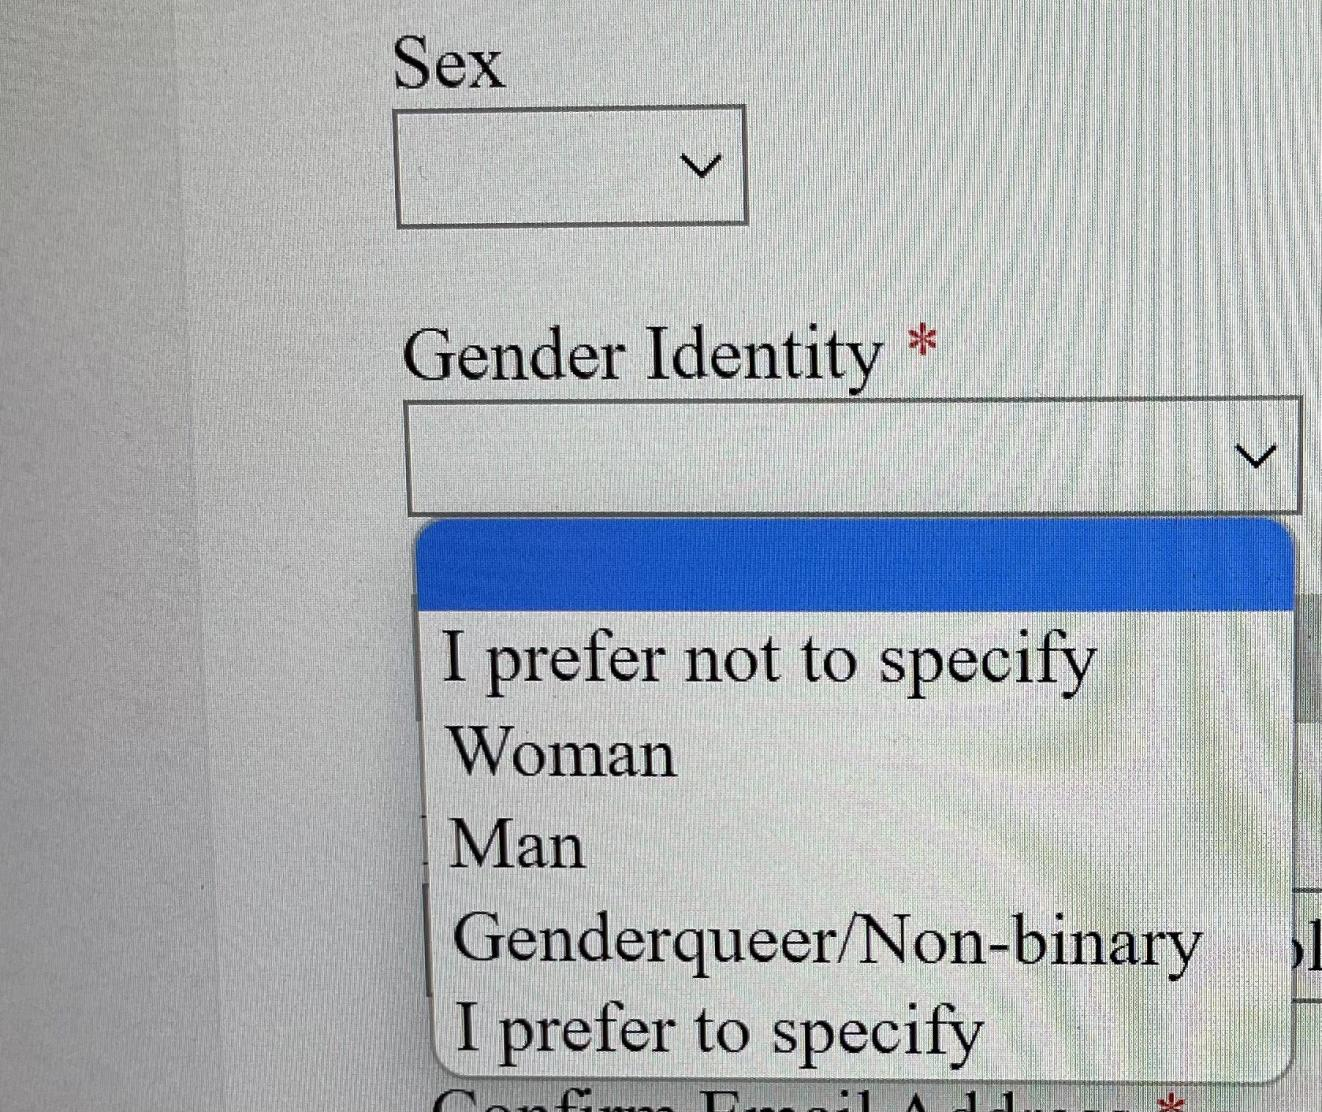 Sex
Gender Identity *
I prefer not to specify
Woman
Man
Genderqueer/Non-binary
I prefer to specify
Confirm Email Address *